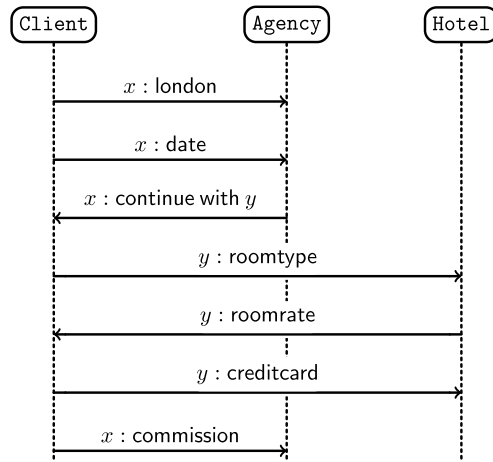 Client Agency Hotel
x : london
x : date
x : continue with y
y : roomtype
y : roomrate
y : creditcard
x : commission